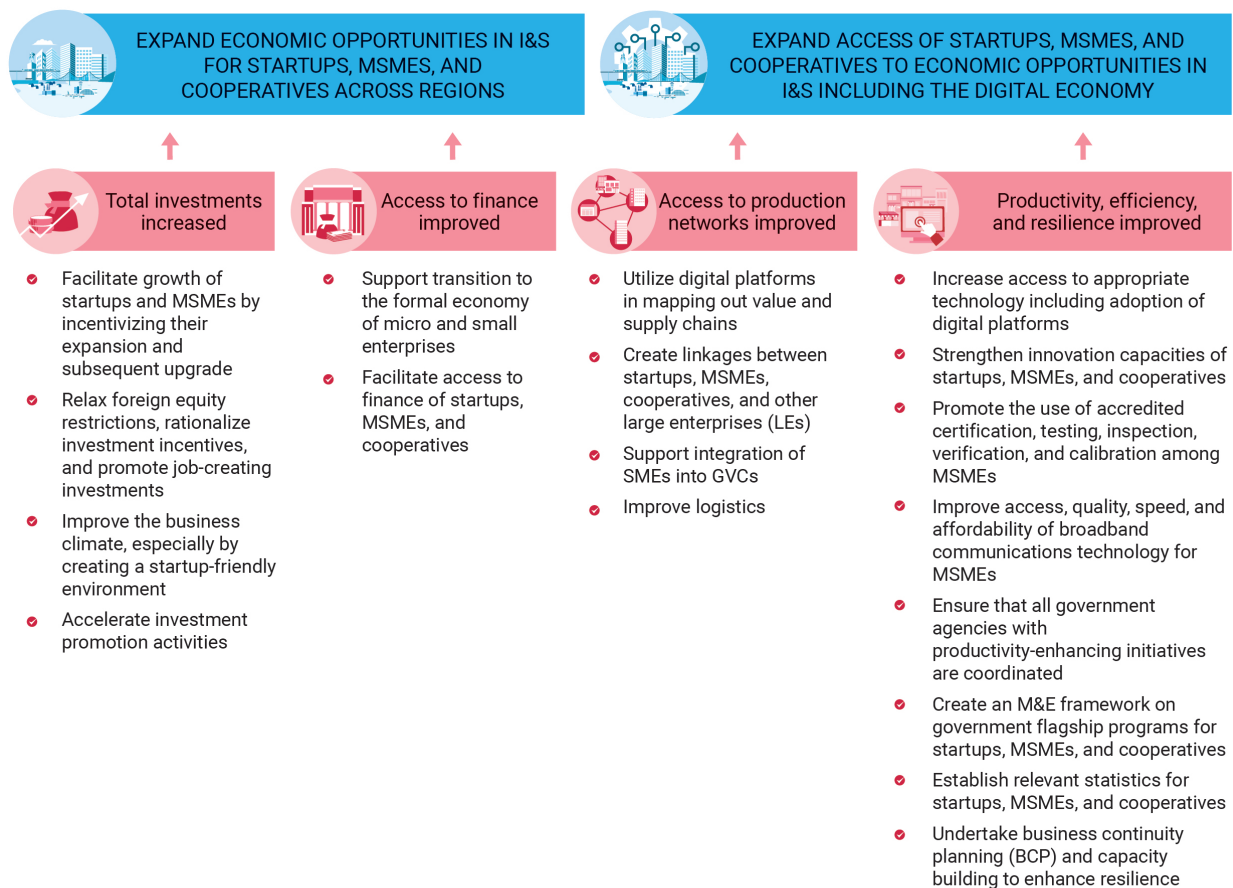 EXPAND ECONOMIC OPPORTUNITIES IN I&S
FOR STARTUPS, MSMES, AND
COOPERATIVES ACROSS REGIONS
EXPAND ACCESS OF STARTUPS, MSMES, AND
COOPERATIVES TO ECONOMIC OPPORTUNITIES IN
I&S INCLUDING THE DIGITAL ECONOMY
Total investments
increased
Facilitate growth of
startups and MSMEs by
incentivizing their
expansion and
subsequent upgrade
Relax foreign equity
restrictions, rationalize
investment incentives,
and promote job-creating
investments
Improve the business
climate, especially by
creating a startup-friendly
environment
Accelerate investment
promotion activities
Access to finance
improved
Support transition to
the formal economy
of micro and small
enterprises
Facilitate access to
finance of startups,
MSMEs, and
cooperatives
Access to production
networks improved
Utilize digital platforms
in mapping out value and
supply chains
Create linkages between
startups, MSMEs,
cooperatives, and other
large enterprises (LEs)
Support integration of
SMEs into GVCs
Improve logistics
Productivity, efficiency,
and resilience improved
Increase access to appropriate
technology including adoption of
digital platforms
Strengthen innovation capacities of
startups, MSMEs, and cooperatives
Promote the use of accredited
certification, testing, inspection,
verification, and calibration among
MSMEs
Improve access, quality, speed, and
affordability of broadband
communications technology for
MSMEs
Ensure that all government
agencies with
productivity-enhancing initiatives
are coordinated
Create an M&E framework on
government flagship programs for
startups, MSMEs, and cooperatives
Establish relevant statistics for
startups, MSMEs, and cooperatives
Undertake business continuity
planning (BCP) and capacity
building to enhance resilience